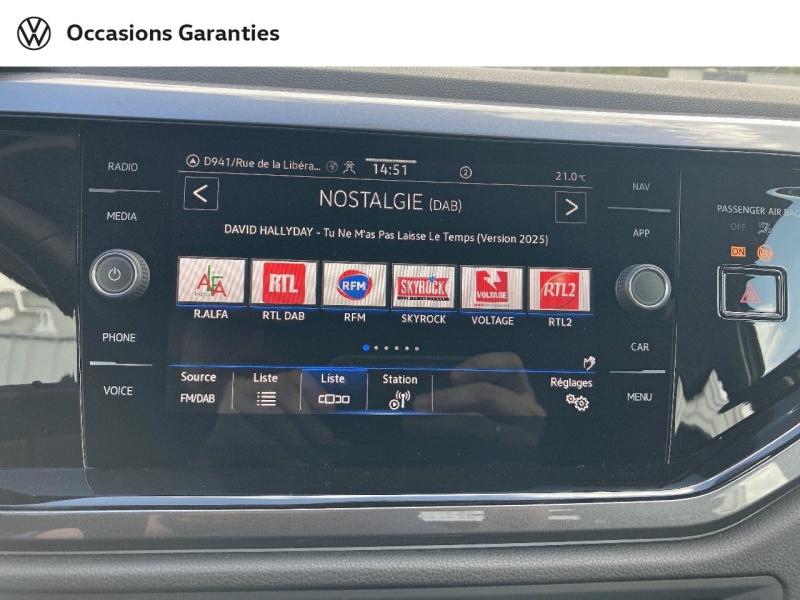 Occasions Garanties
RADIO
MEDIA
PHONE
VOICE
D941/Rue de la Libéra...
14:51
2
21.0°C
NOSTALGIE (DAB)
DAVID HALLYDAY - Tu Ne M'as Pas Laisse Le Temps (Version 2025)
ALFA
RTL
RFM
SKYROCK
VOLTAGE
RTL2
R.ALFA
RTL DAB
RFM
SKYROCK
VOLTAGE
RTL2
Source
FM/DAB
Liste
Liste
Station
Réglages
NAV
APP
CAR
MENU
PASSENGER AIR BAG
OFF
ON